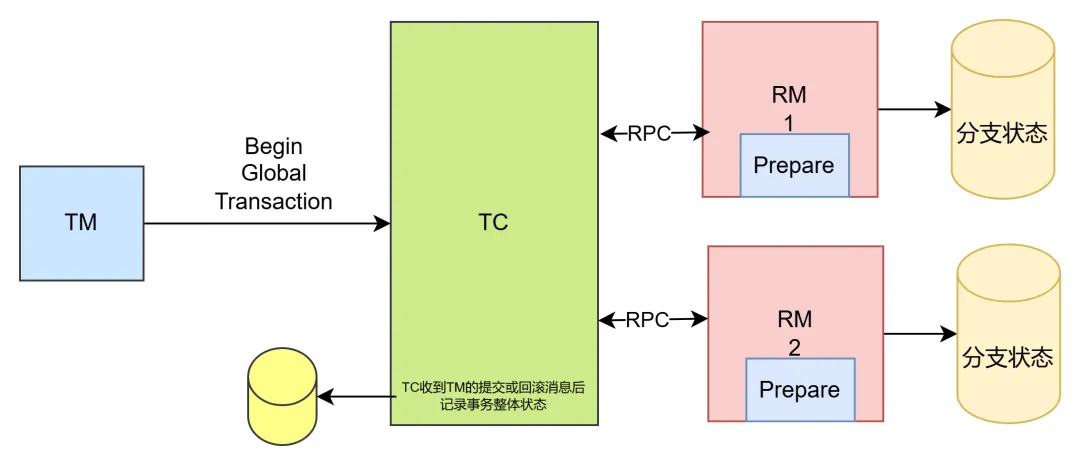 TM
Begin
Global
Transaction
TC
TC收到TM的提交或回滚消息后
记录事务整体状态
RPC
RM
1
Prepare
分支状态
RPC
RM
2
Prepare
分支状态